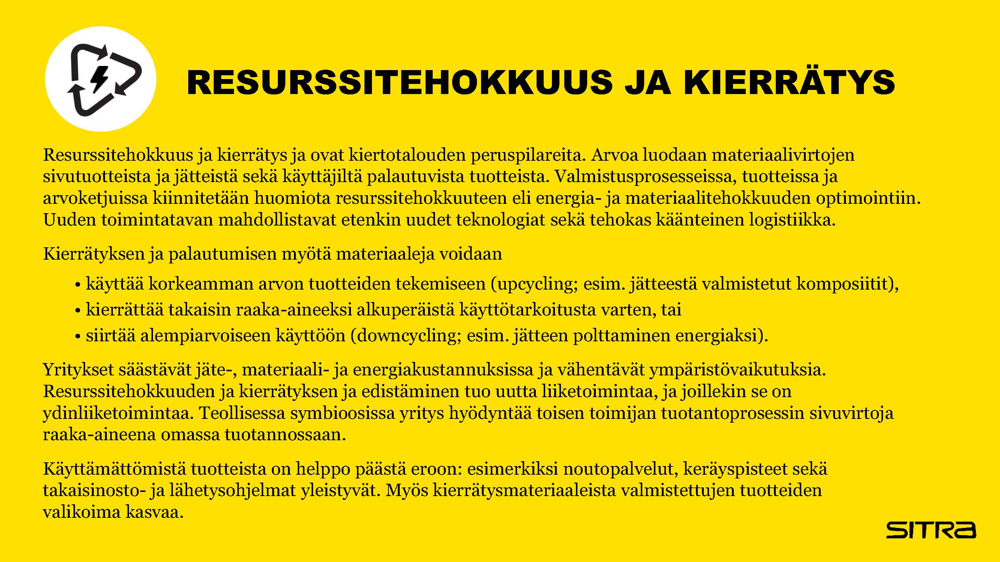 RESURSSITEHOKKUUS JA KIERRÄTYS
Resurssitehokkuus ja kierrätys ja ovat kiertotalouden peruspilareita. Arvoa luodaan materiaalivirtojen
sivutuotteista ja jätteistä sekä käyttäjiltä palautuvista tuotteista. Valmistusprosesseissa, tuotteissa ja
arvoketjuissa kiinnitetään huomiota resurssitehokkuuteen eli energia- ja materiaalitehokkuuden optimointiin.
Uuden toimintatavan mahdollistavat etenkin uudet teknologiat sekä tehokas käänteinen logistiikka.
Kierrätyksen ja palautumisen myötä materiaaleja voidaan
• käyttää korkeamman arvon tuotteiden tekemiseen (upcycling; esim. jätteestä valmistetut komposiitit),
• kierrättää takaisin raaka-aineeksi alkuperäistä käyttötarkoitusta varten, tai
• siirtää alempiarvoiseen käyttöön (downcycling; esim. jätteen polttaminen energiaksi).
Yritykset säästävät jäte-, materiaali- ja energiakustannuksissa ja vähentävät ympäristövaikutuksia.
Resurssitehokkuuden ja kierrätyksen ja edistäminen tuo uutta liiketoimintaa, ja joillekin se on
ydinliiketoimintaa. Teollisessa symbioosissa yritys hyödyntää toisen toimijan tuotantoprosessin sivuvirtoja
raaka-aineena omassa tuotannossaan.
Käyttämättömistä tuotteista on helppo päästä eroon: esimerkiksi noutopalvelut, keräyspisteet sekä
takaisinosto- ja lähetysohjelmat yleistyvät. Myös kierrätysmateriaaleista valmistettujen tuotteiden
valikoima kasvaa.
SITRA